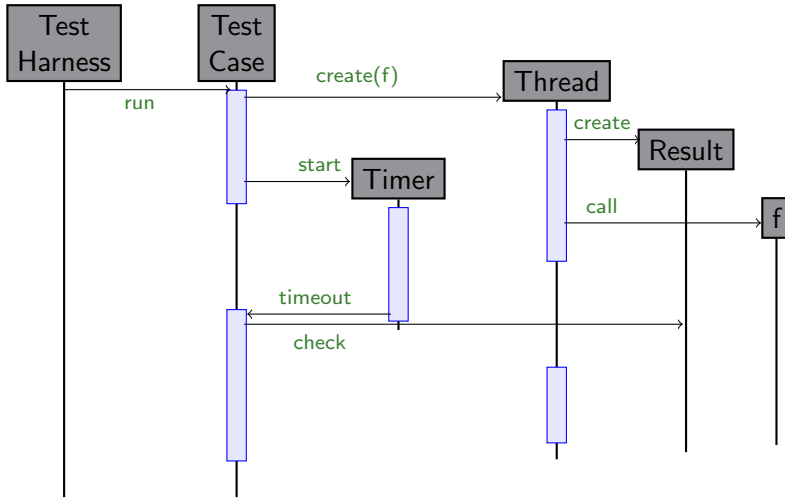 Test
Harness
Test
Case
create(f)
Thread
run
create
Result
start
Timer
call
f
timeout
check